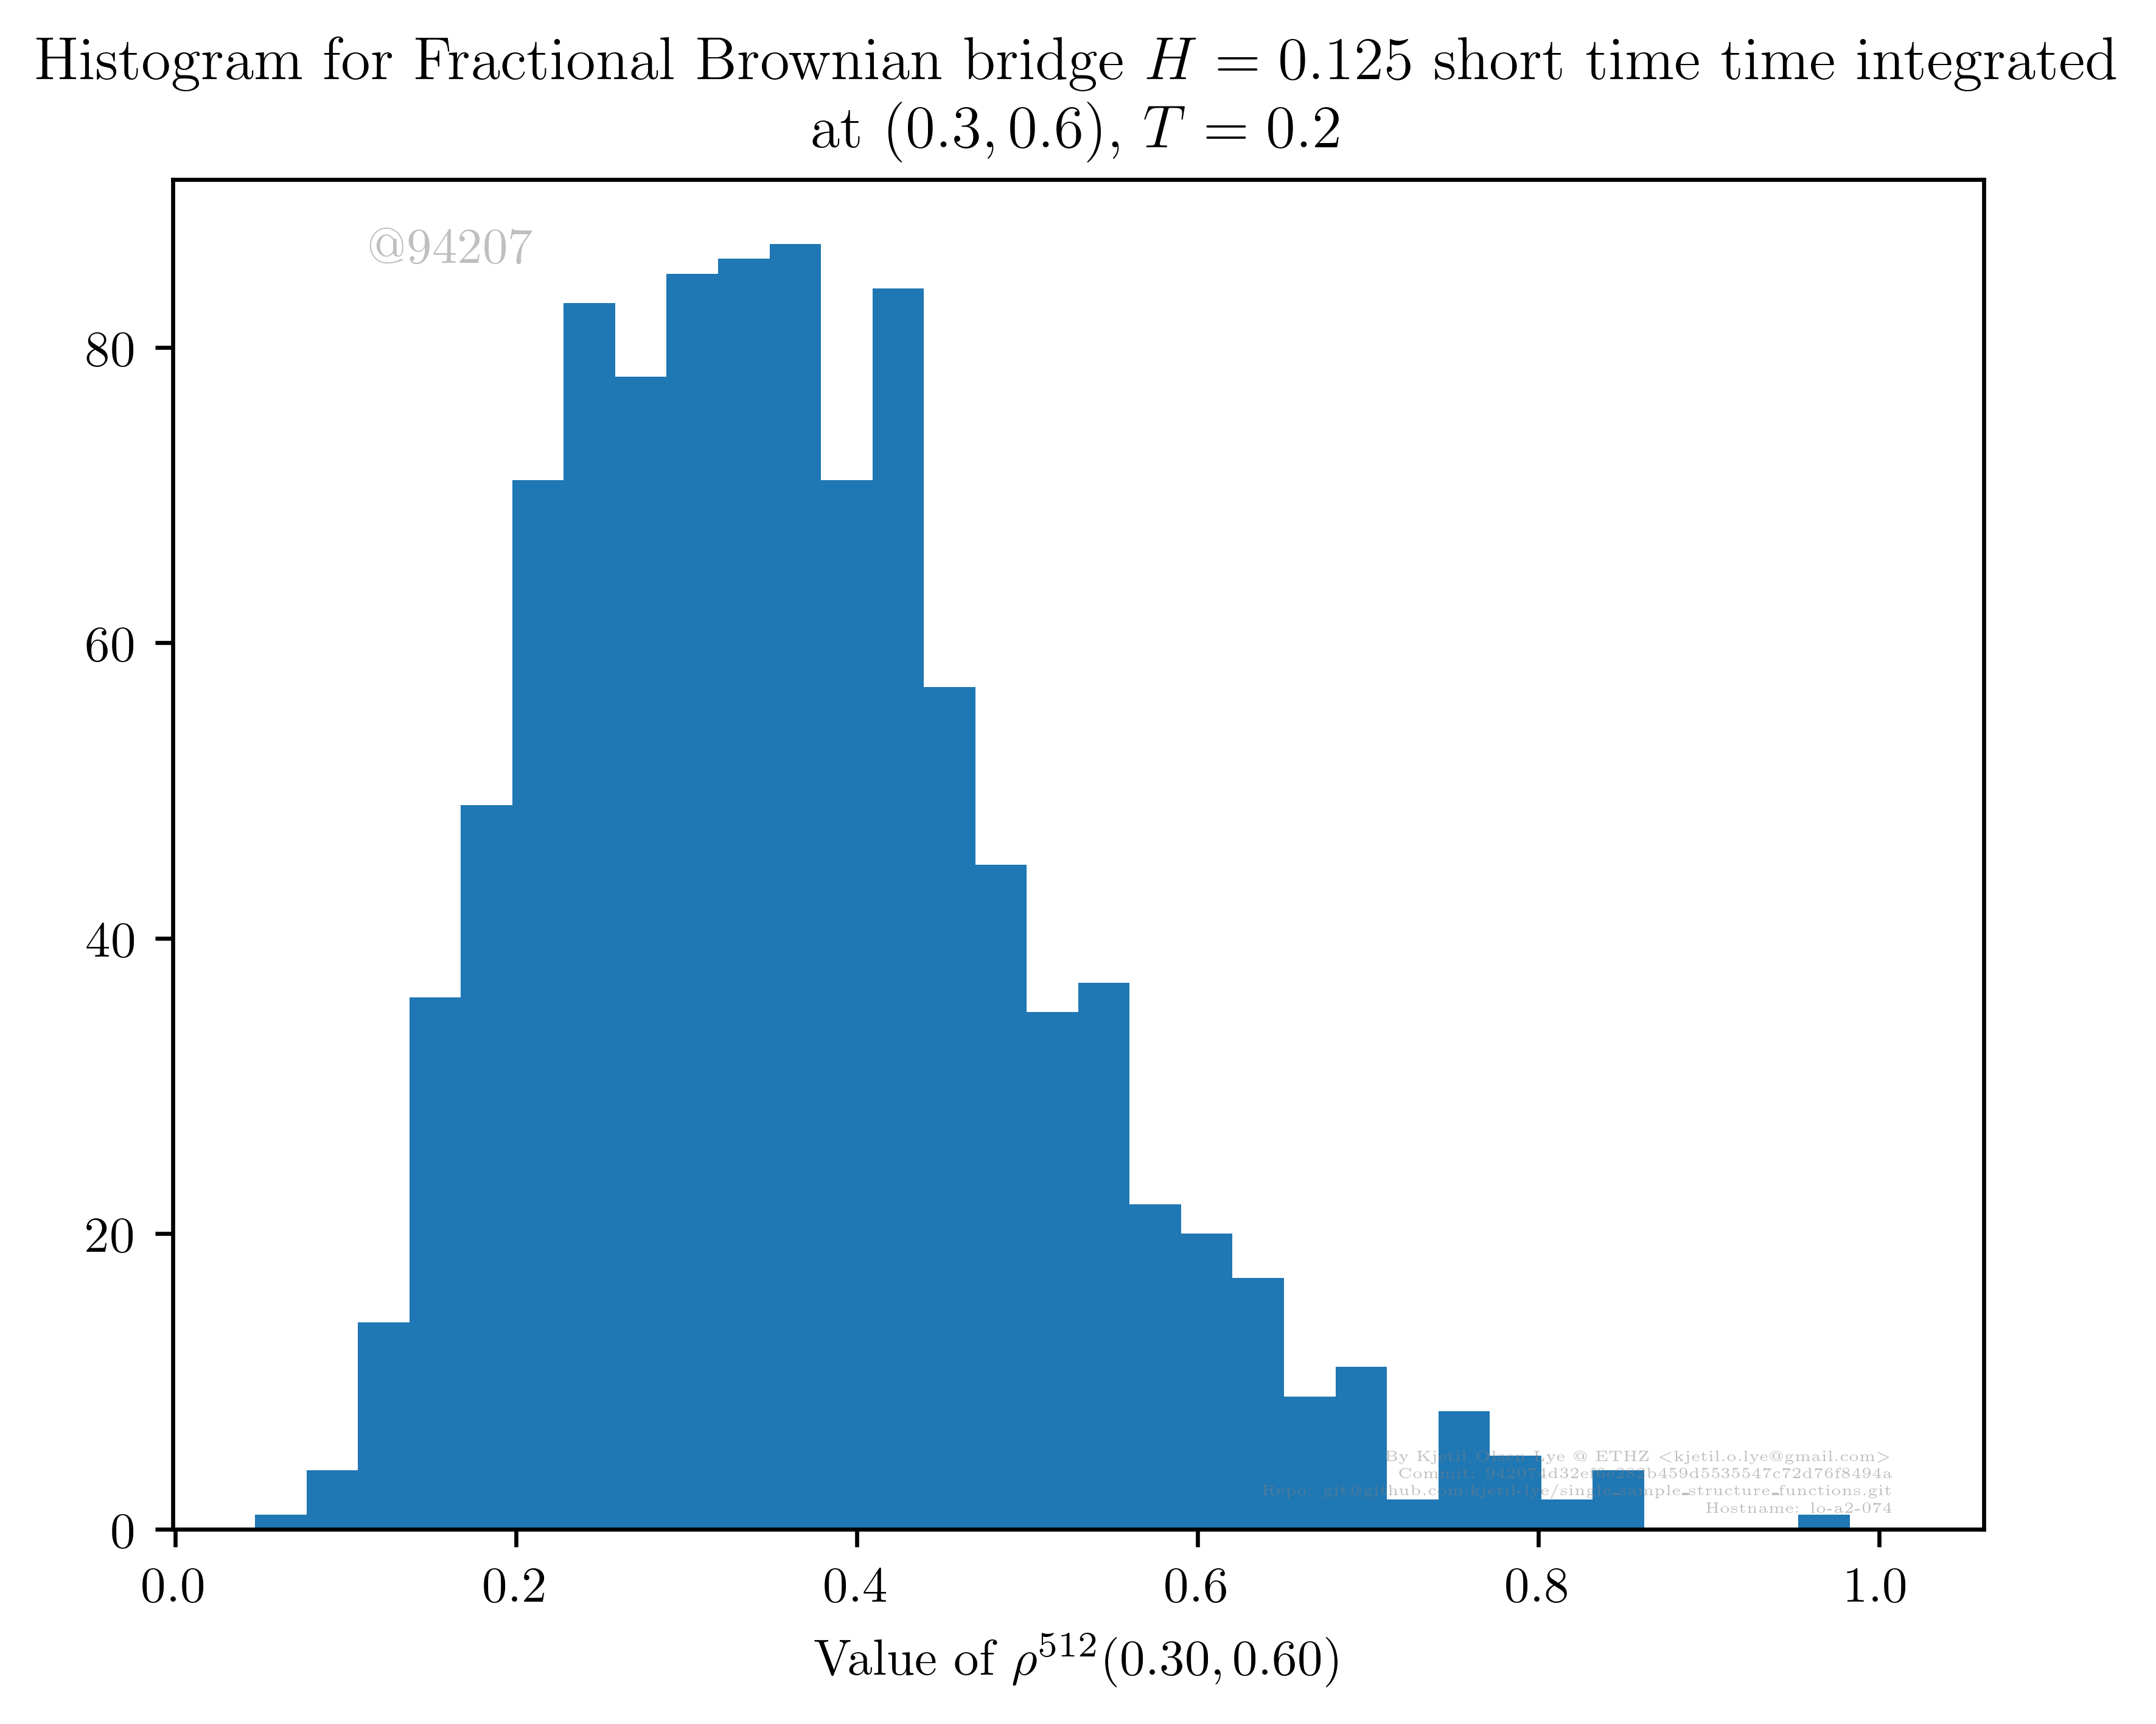 Histogram for Fractional Brownian bridge H = 0.125 short time time integrated
at (0.3, 0.6), T = 0.2
@94207
80
60
40
20
0
By Kjetil Olsen Lye @ ETHZ <kjetil.o.lye@gmail.com>
Commit: 942074d32ef0e282b459d5535547c72d76f8494a
Repo: git@github.com:kjetil-lye/single_sample_structure_functions.git
Hostname: lo-a2-074
0.0 0.2 0.4 0.6 0.8 1.0
Value of ρ^512(0.30, 0.60)